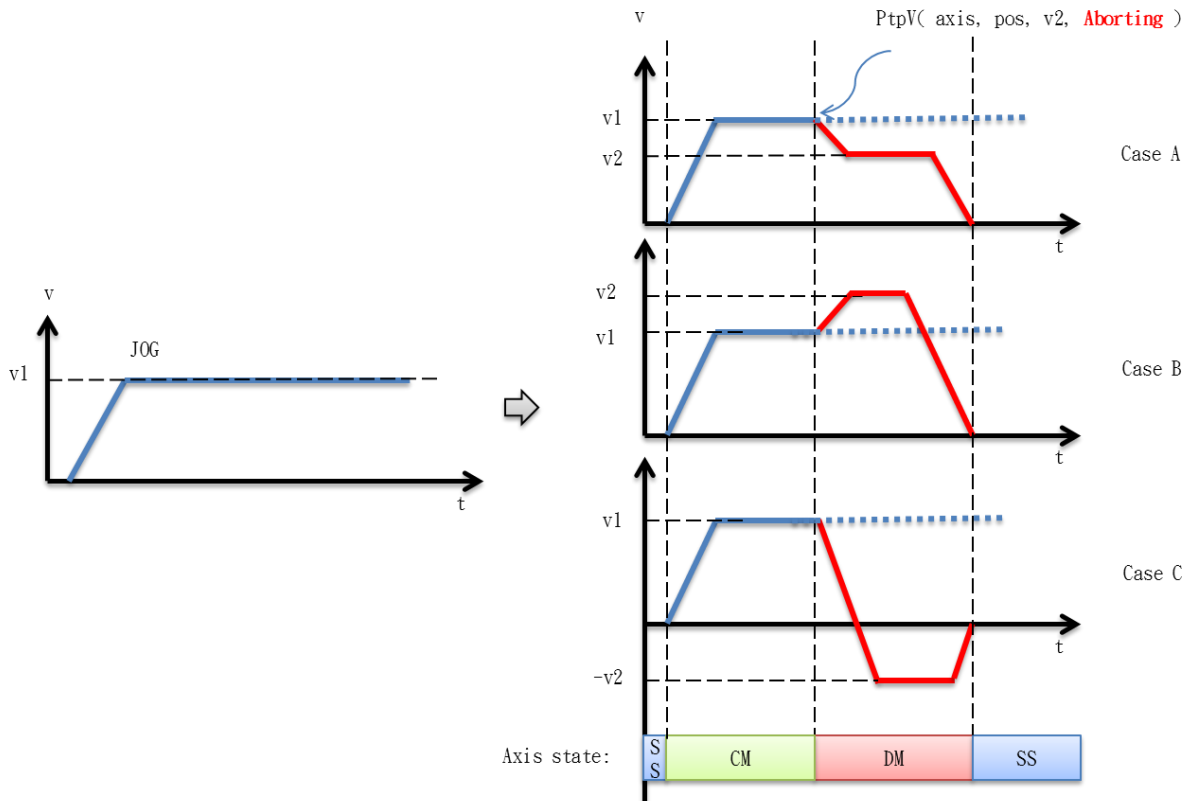 v
JOG
v1
t
v
PtpV( axis, pos, v2, Aborting )
v1
v2
Case A
t
v2
v1
Case B
t
v1
Case C
t
-v2
Axis state:
SS
CM
DM
SS